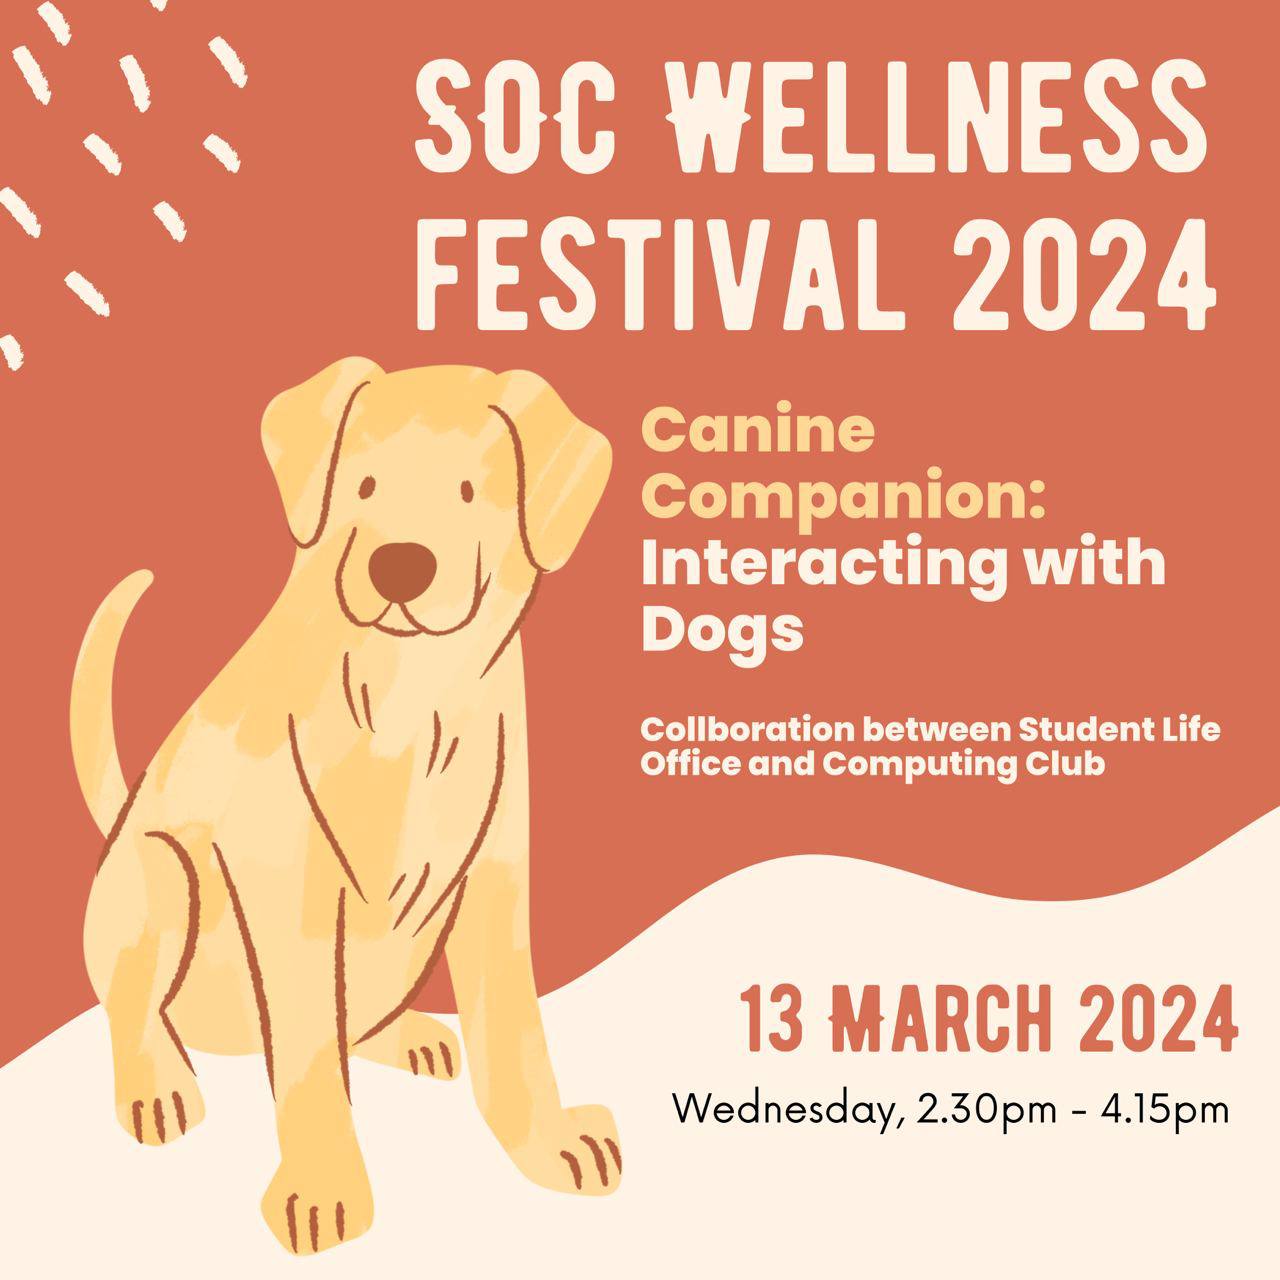 SOC WELLNESS
FESTIVAL 2024
Canine
Companion:
Interacting with
Dogs
Collboration between Student Life
Office and Computing Club
13 MARCH 2024
Wednesday, 2.30pm - 4.15pm